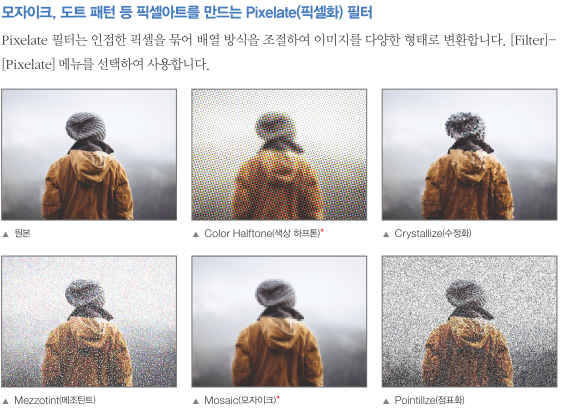 모자이크, 도트 패턴 등 픽셀아트를 만드는 Pixelate(픽셀화) 필터
Pixelate 필터는 인접한 픽셀을 묶어 배열 방식을 조절하여 이미지를 다양한 형태로 변환합니다. [Filter]-
[Pixelate] 메뉴를 선택하여 사용합니다.
▲ 원본
▲ Color Halftone(색상 하프톤)*
▲ Crystallize(수정화)
▲ Mezzotint(메조틴트)
▲ Mosaic(모자이크)*
▲ Pointillze(점표화)